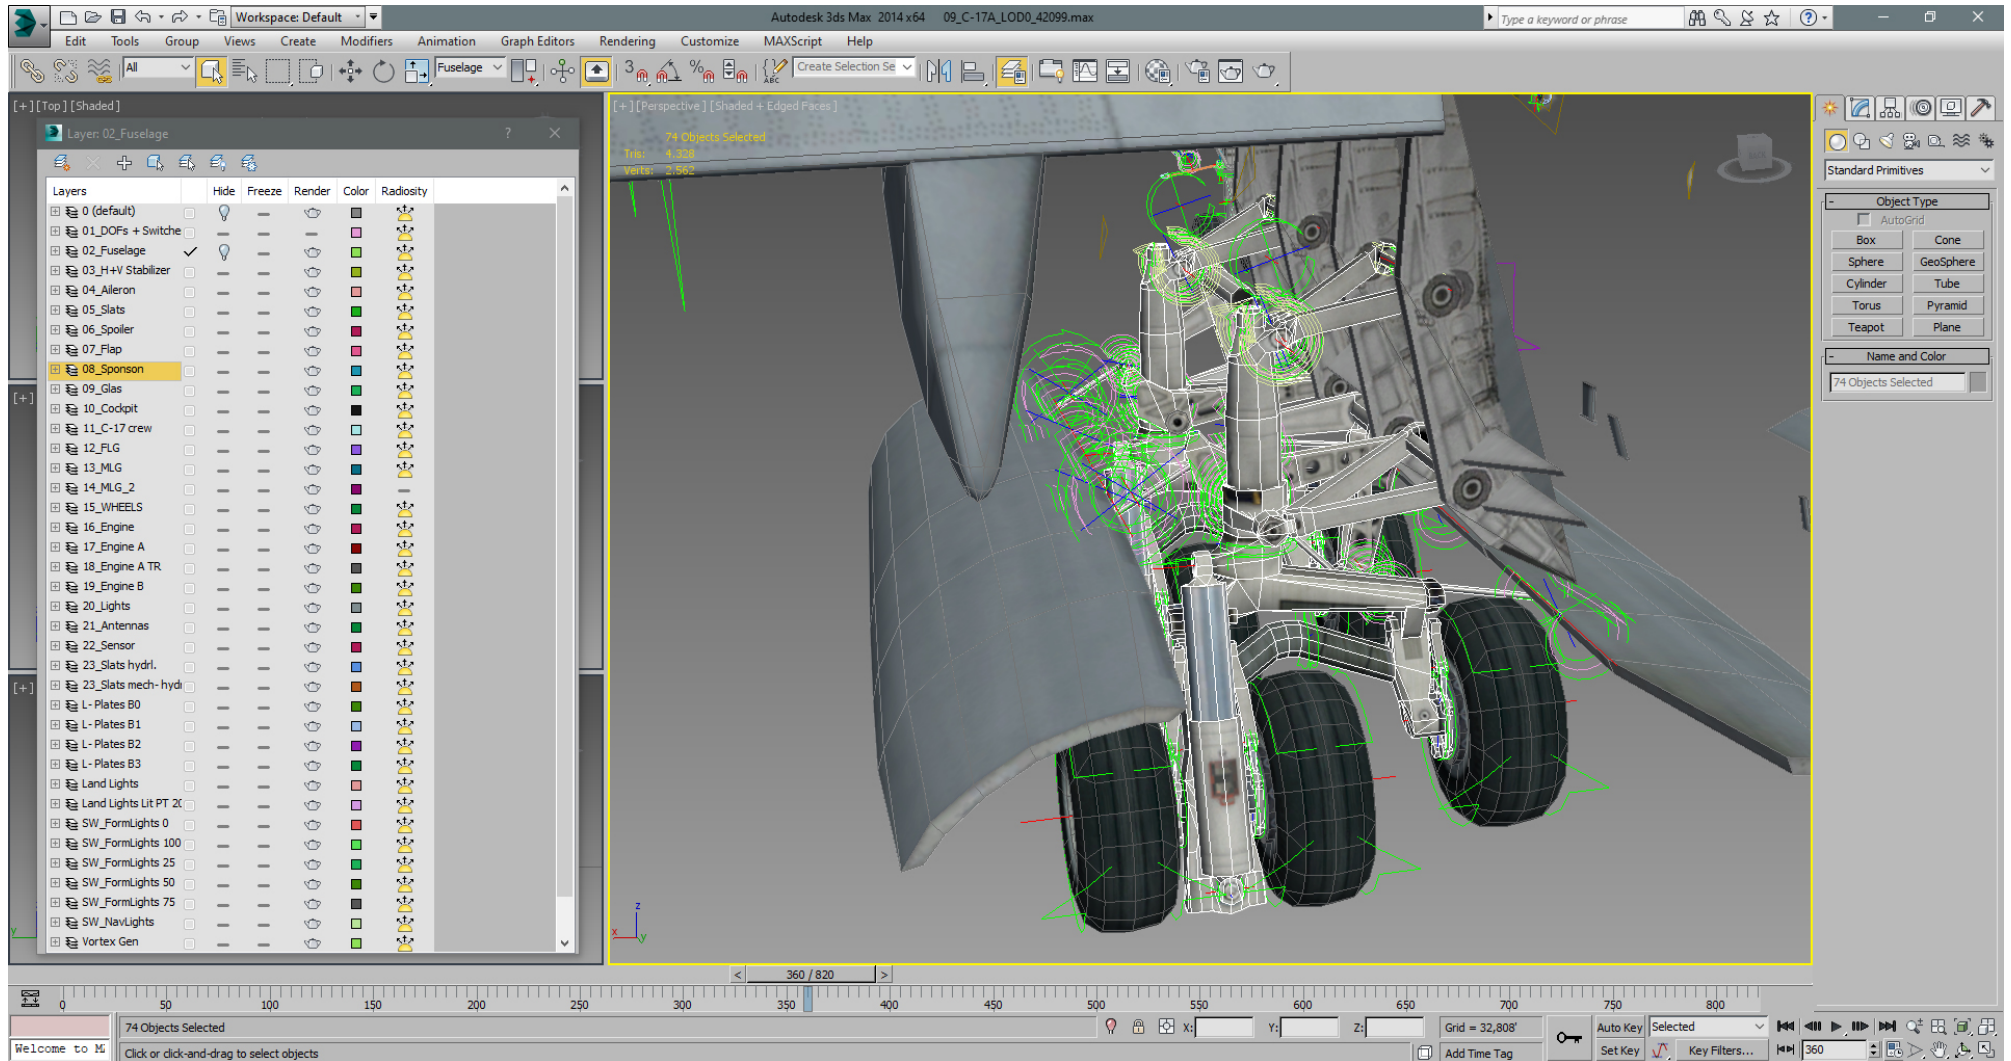 Workspace: Default
Autodesk 3ds Max 2014 x64 09_C-17A_LOD0_42099.max
Type a keyword or phrase
Edit Tools Group Views Create Modifiers Animation Graph Editors Rendering Customize MAXScript Help
All
Fuselage
3
Create Selection Se
[+] [Top] [Shaded]
Layer: 02_Fuselage
Layers Hide Freeze Render Color Radiosity
0 (default)
01_DOFs + Switche
02_Fuselage
03_H+V Stabilizer
04_Aileron
05_Slats
06_Spoiler
07_Flap
08_Sponson
09_Glas
10_Cockpit
11_C-17 crew
12_FLG
13_MLG
14_MLG_2
15_WHEELS
16_Engine
17_Engine A
18_Engine A TR
19_Engine B
20_Lights
21_Antennas
22_Sensor
23_Slats hydrl.
23_Slats mech- hydr
L- Plates B0
L- Plates B1
L- Plates B2
L- Plates B3
Land Lights
Land Lights Lit PT 20
SW_FormLights 0
SW_FormLights 100
SW_FormLights 25
SW_FormLights 50
SW_FormLights 75
SW_NavLights
Vortex Gen
[+]
[+]
y
[+] [Perspective] [Shaded + Edged Faces]
74 Objects Selected
Tris: 4.328
Verts: 2.562
z
x
y
Standard Primitives
Object Type
AutoGrid
Box Cone
Sphere GeoSphere
Cylinder Tube
Torus Pyramid
Teapot Plane
Name and Color
74 Objects Selected
< 360 / 820 >
0 50 100 150 200 250 300 350 400 450 500 550 600 650 700 750 800
74 Objects Selected
X: Y: Z: Grid = 32,808'
Auto Key Selected
Welcome to M
Click or click-and-drag to select objects
Add Time Tag
Set Key Key Filters...
360